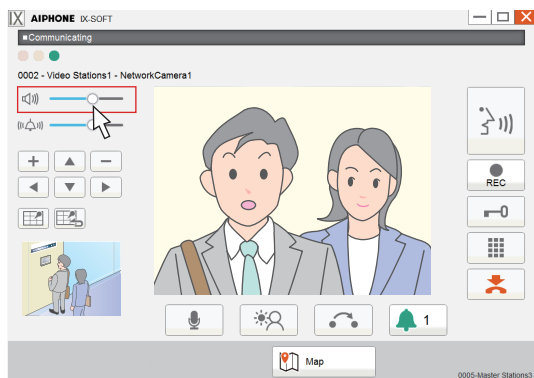 AIPHONE IX-SOFT
■Communicating
0002 - Video Stations1 - NetworkCamera1
REC
1
Map
0005-Master Stations3